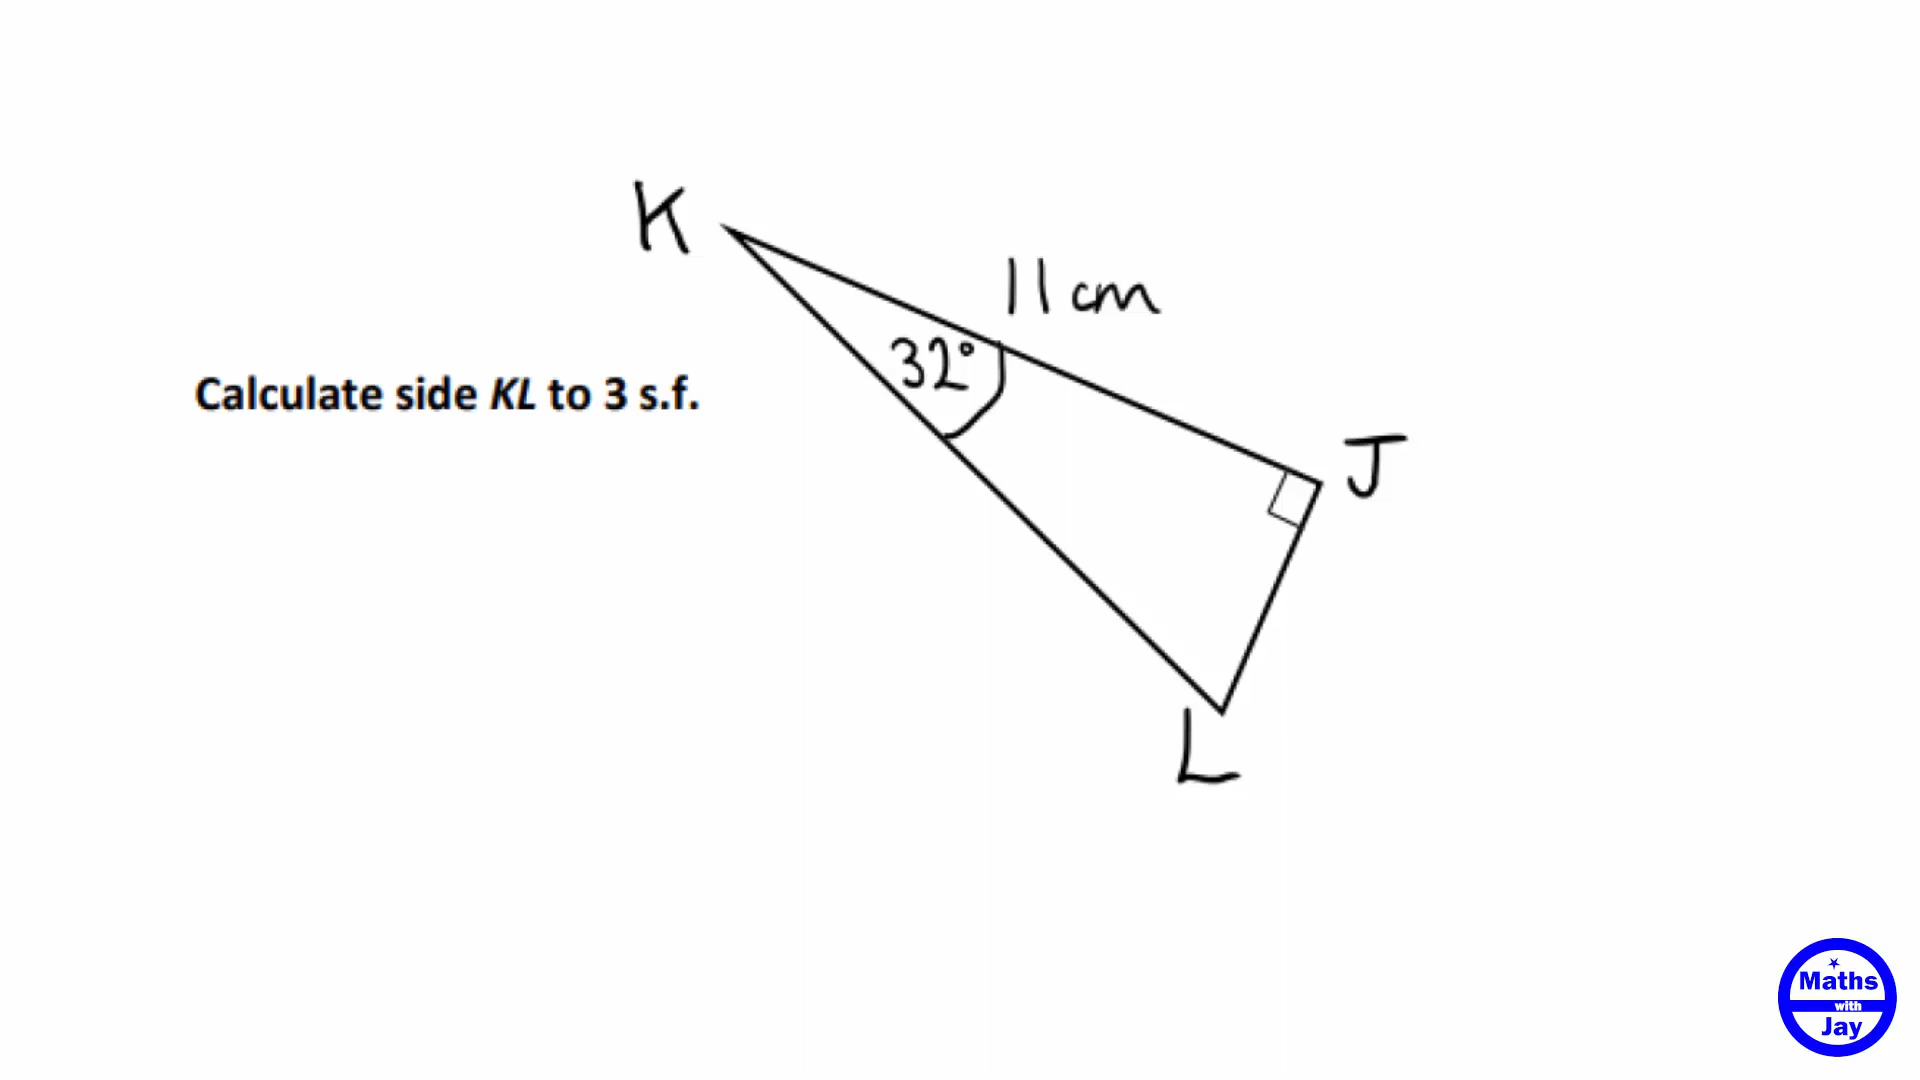 K
11 cm
32°
Calculate side KL to 3 s.f.
J
L
Maths
with
Jay